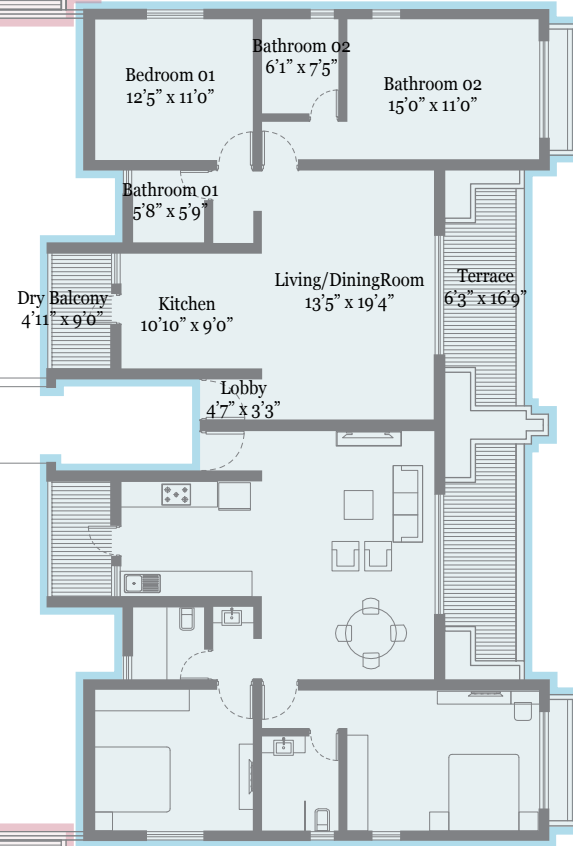 Bedroom 01
12'5” x 11'0”
Bathroom 02
6'1” x 7'5”
Bathroom 02
15'0” x 11'0”
Bathroom 01
5'8” x 5'9”
Dry Balcony
4'11” x 9'0”
Kitchen
10'10” x 9'0”
Living/DiningRoom
13'5” x 19'4”
Terrace
6'3” x 16'9”
Lobby
4'7” x 3'3”